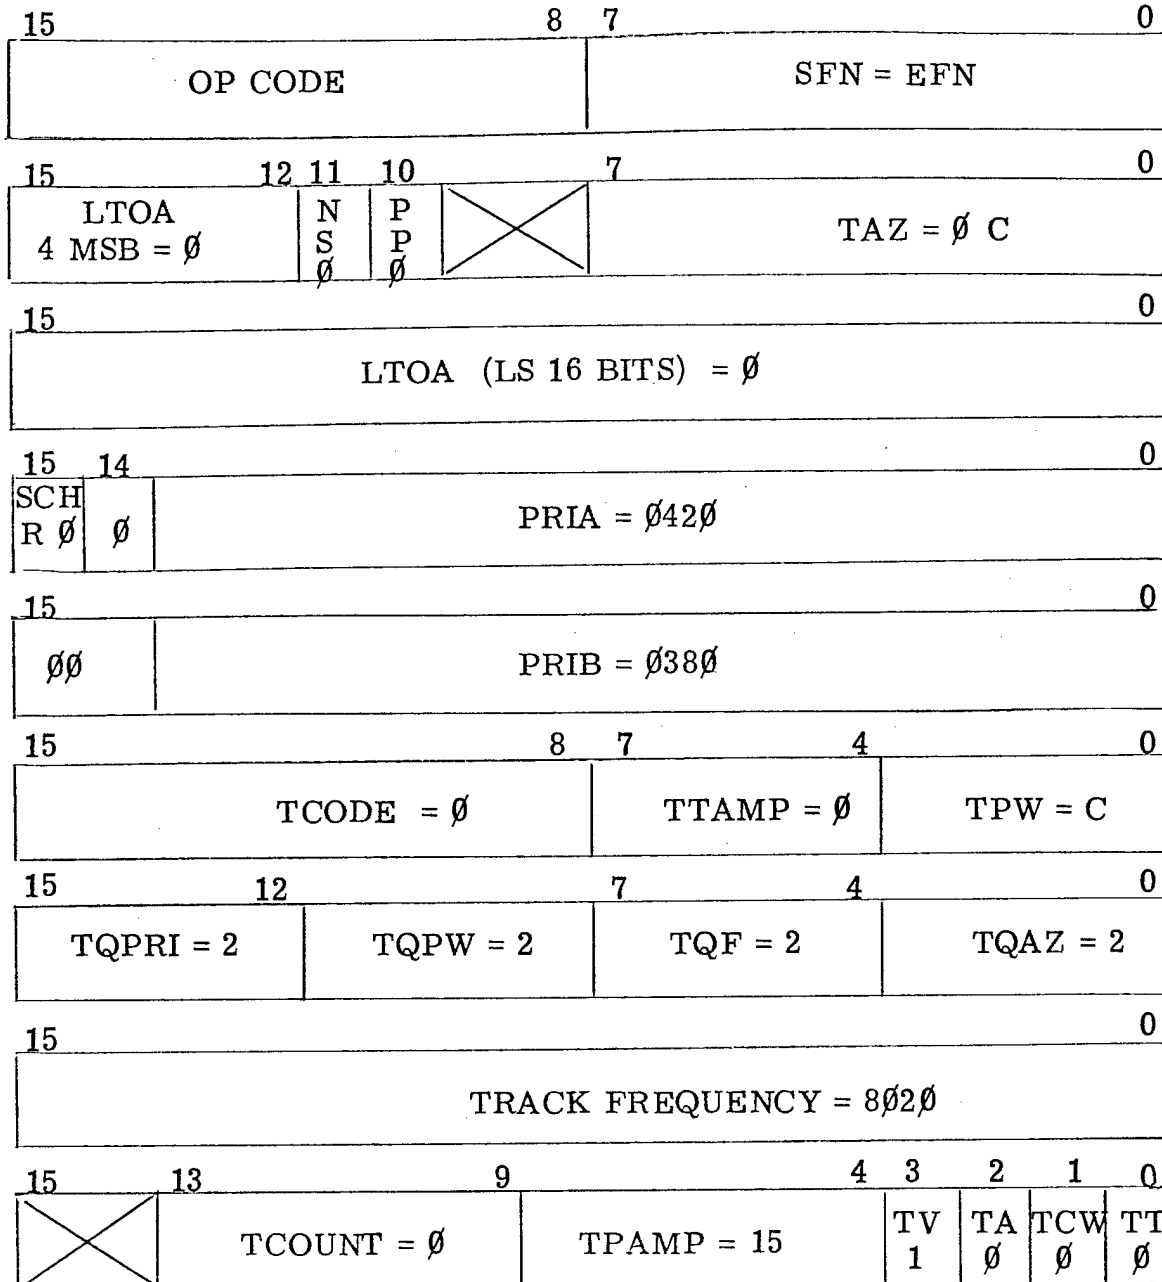 15 8 7 0
OP CODE SFN = EFN
15 12 11 10 7 0
LTOA N P
4 MSB = Ø S P TAZ = Ø C
Ø Ø
15 0
LTOA (LS 16 BITS) = Ø
15 14 0
SCH
R Ø Ø PRIA = Ø42Ø
15 0
ØØ PRIB = Ø38Ø
15 8 7 4 0
TCODE = Ø TTAMP = Ø TPW = C
15 12 7 4 0
TQPRI = 2 TQPW = 2 TQF = 2 TQAZ = 2
15 0
TRACK FREQUENCY = 8Ø2Ø
15 13 9 4 3 2 1 0
TCOUNT = Ø TPAMP = 15 TV TA TCW TT
1 Ø Ø Ø